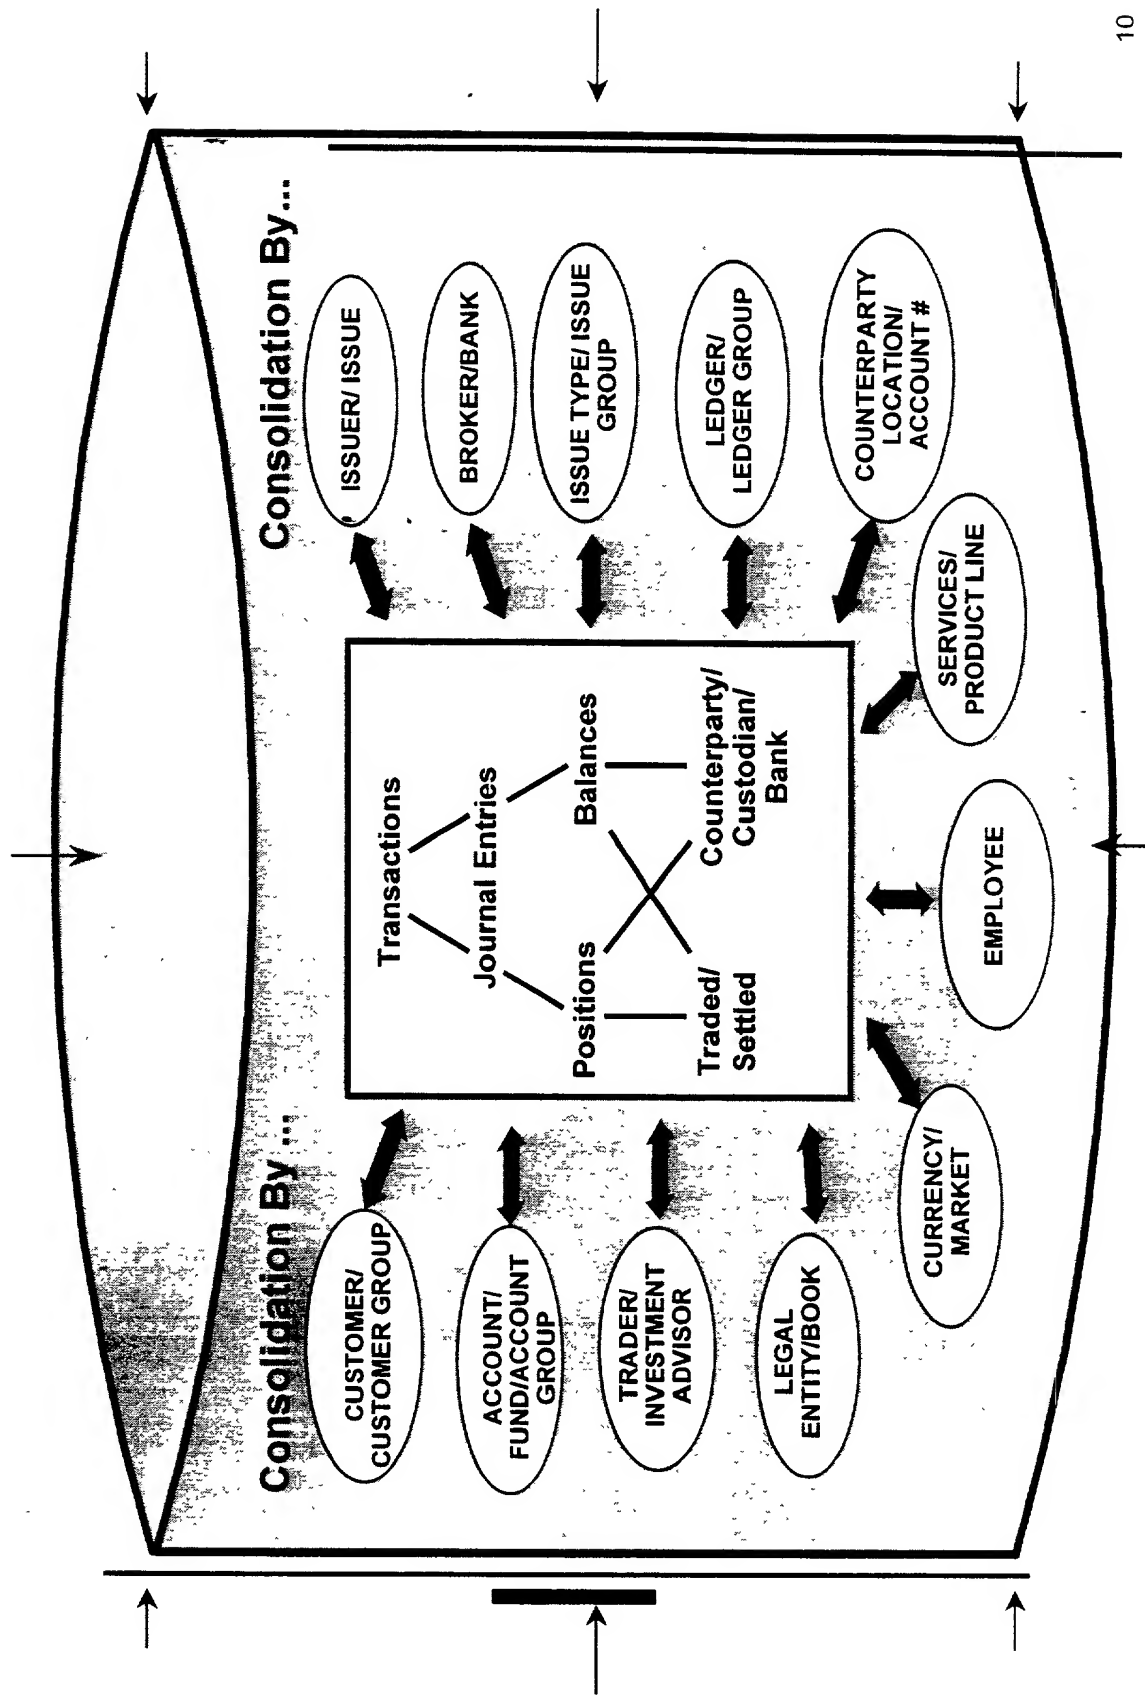 Consolidation By ...
Consolidation By...
CUSTOMER/
CUSTOMER GROUP
ACCOUNT/
FUND/ACCOUNT
GROUP
TRADER/
INVESTMENT
ADVISOR
LEGAL
ENTITY/BOOK
CURRENCY/
MARKET
EMPLOYEE
SERVICES/
PRODUCT LINE
Transactions
Journal Entries
Positions
Balances
Traded/
Settled
Counterparty/
Custodian/
Bank
ISSUER/ ISSUE
BROKER/BANK
ISSUE TYPE/ ISSUE
GROUP
LEDGER/
LEDGER GROUP
COUNTERPARTY
LOCATION/
ACCOUNT #
10